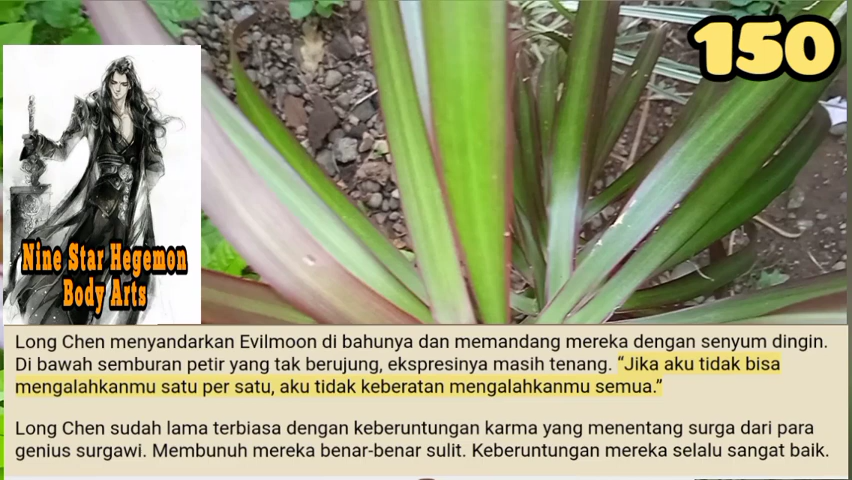 150
Nine Star Hegemon
Body Arts
Long Chen menyandarkan Evilmoon di bahunya dan memandang mereka dengan senyum dingin.
Di bawah semburan petir yang tak berujung, ekspresinya masih tenang. “Jika aku tidak bisa
mengalahkanmu satu per satu, aku tidak keberatan mengalahkanmu semua.”
Long Chen sudah lama terbiasa dengan keberuntungan karma yang menentang surga dari para
genius surgawi. Membunuh mereka benar-benar sulit. Keberuntungan mereka selalu sangat baik.